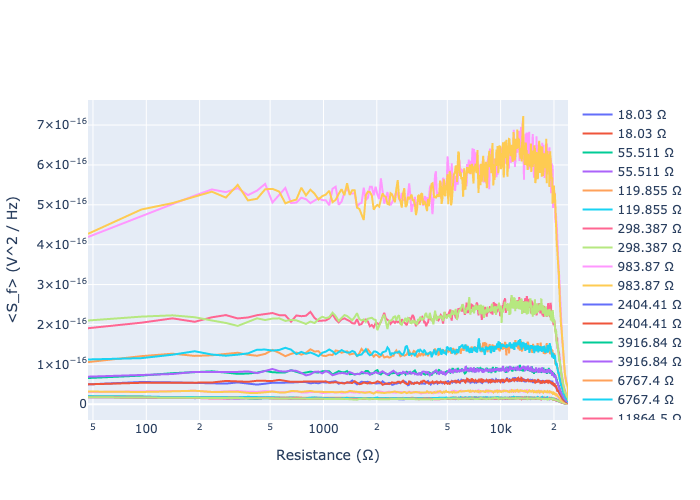 7×10⁻¹⁶
6×10⁻¹⁶
5×10⁻¹⁶
4×10⁻¹⁶
3×10⁻¹⁶
2×10⁻¹⁶
1×10⁻¹⁶
0
<S_f> (V^2 / Hz)
5 100 2 5 1000 2 5 10k 2
Resistance (Ω)
18.03 Ω
18.03 Ω
55.511 Ω
55.511 Ω
119.855 Ω
119.855 Ω
298.387 Ω
298.387 Ω
983.87 Ω
983.87 Ω
2404.41 Ω
2404.41 Ω
3916.84 Ω
3916.84 Ω
6767.4 Ω
6767.4 Ω
11864.5 Ω